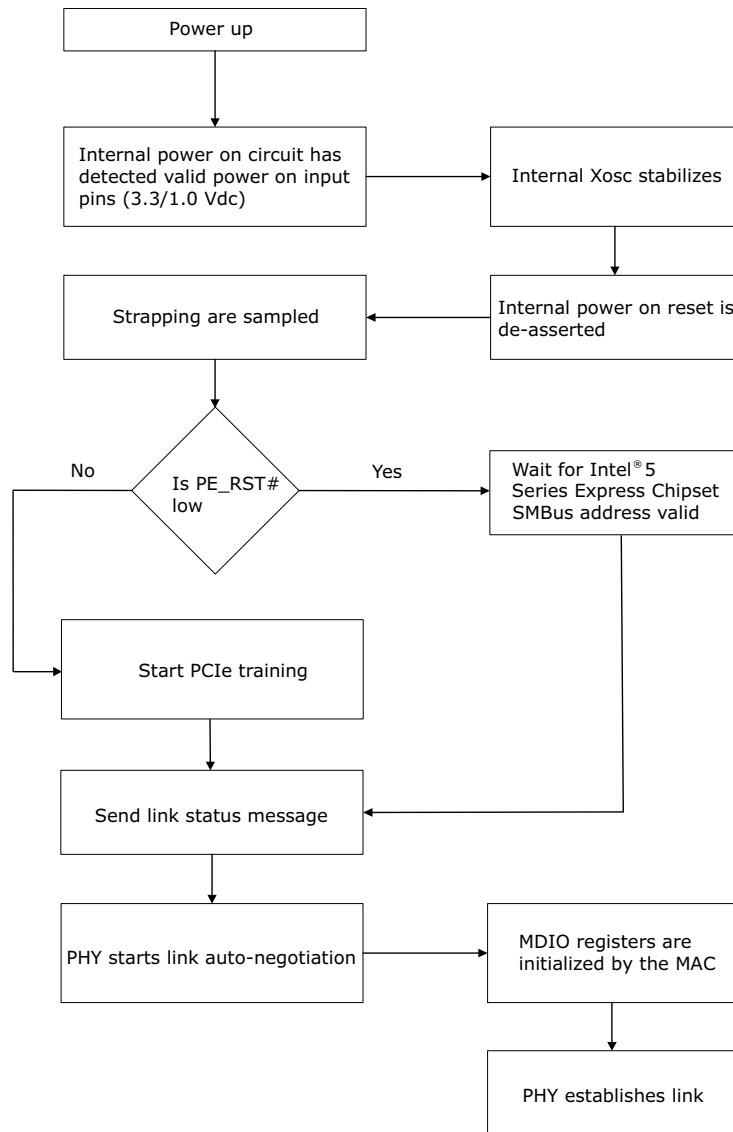 Power up
Internal power on circuit has
detected valid power on input
pins (3.3/1.0 Vdc)
Internal Xosc stabilizes
Internal power on reset is
de-asserted
Strapping are sampled
Is PE_RST#
low
No
Yes
Wait for Intel® 5
Series Express Chipset
SMBus address valid
Start PCIe training
Send link status message
PHY starts link auto-negotiation
MDIO registers are
initialized by the MAC
PHY establishes link